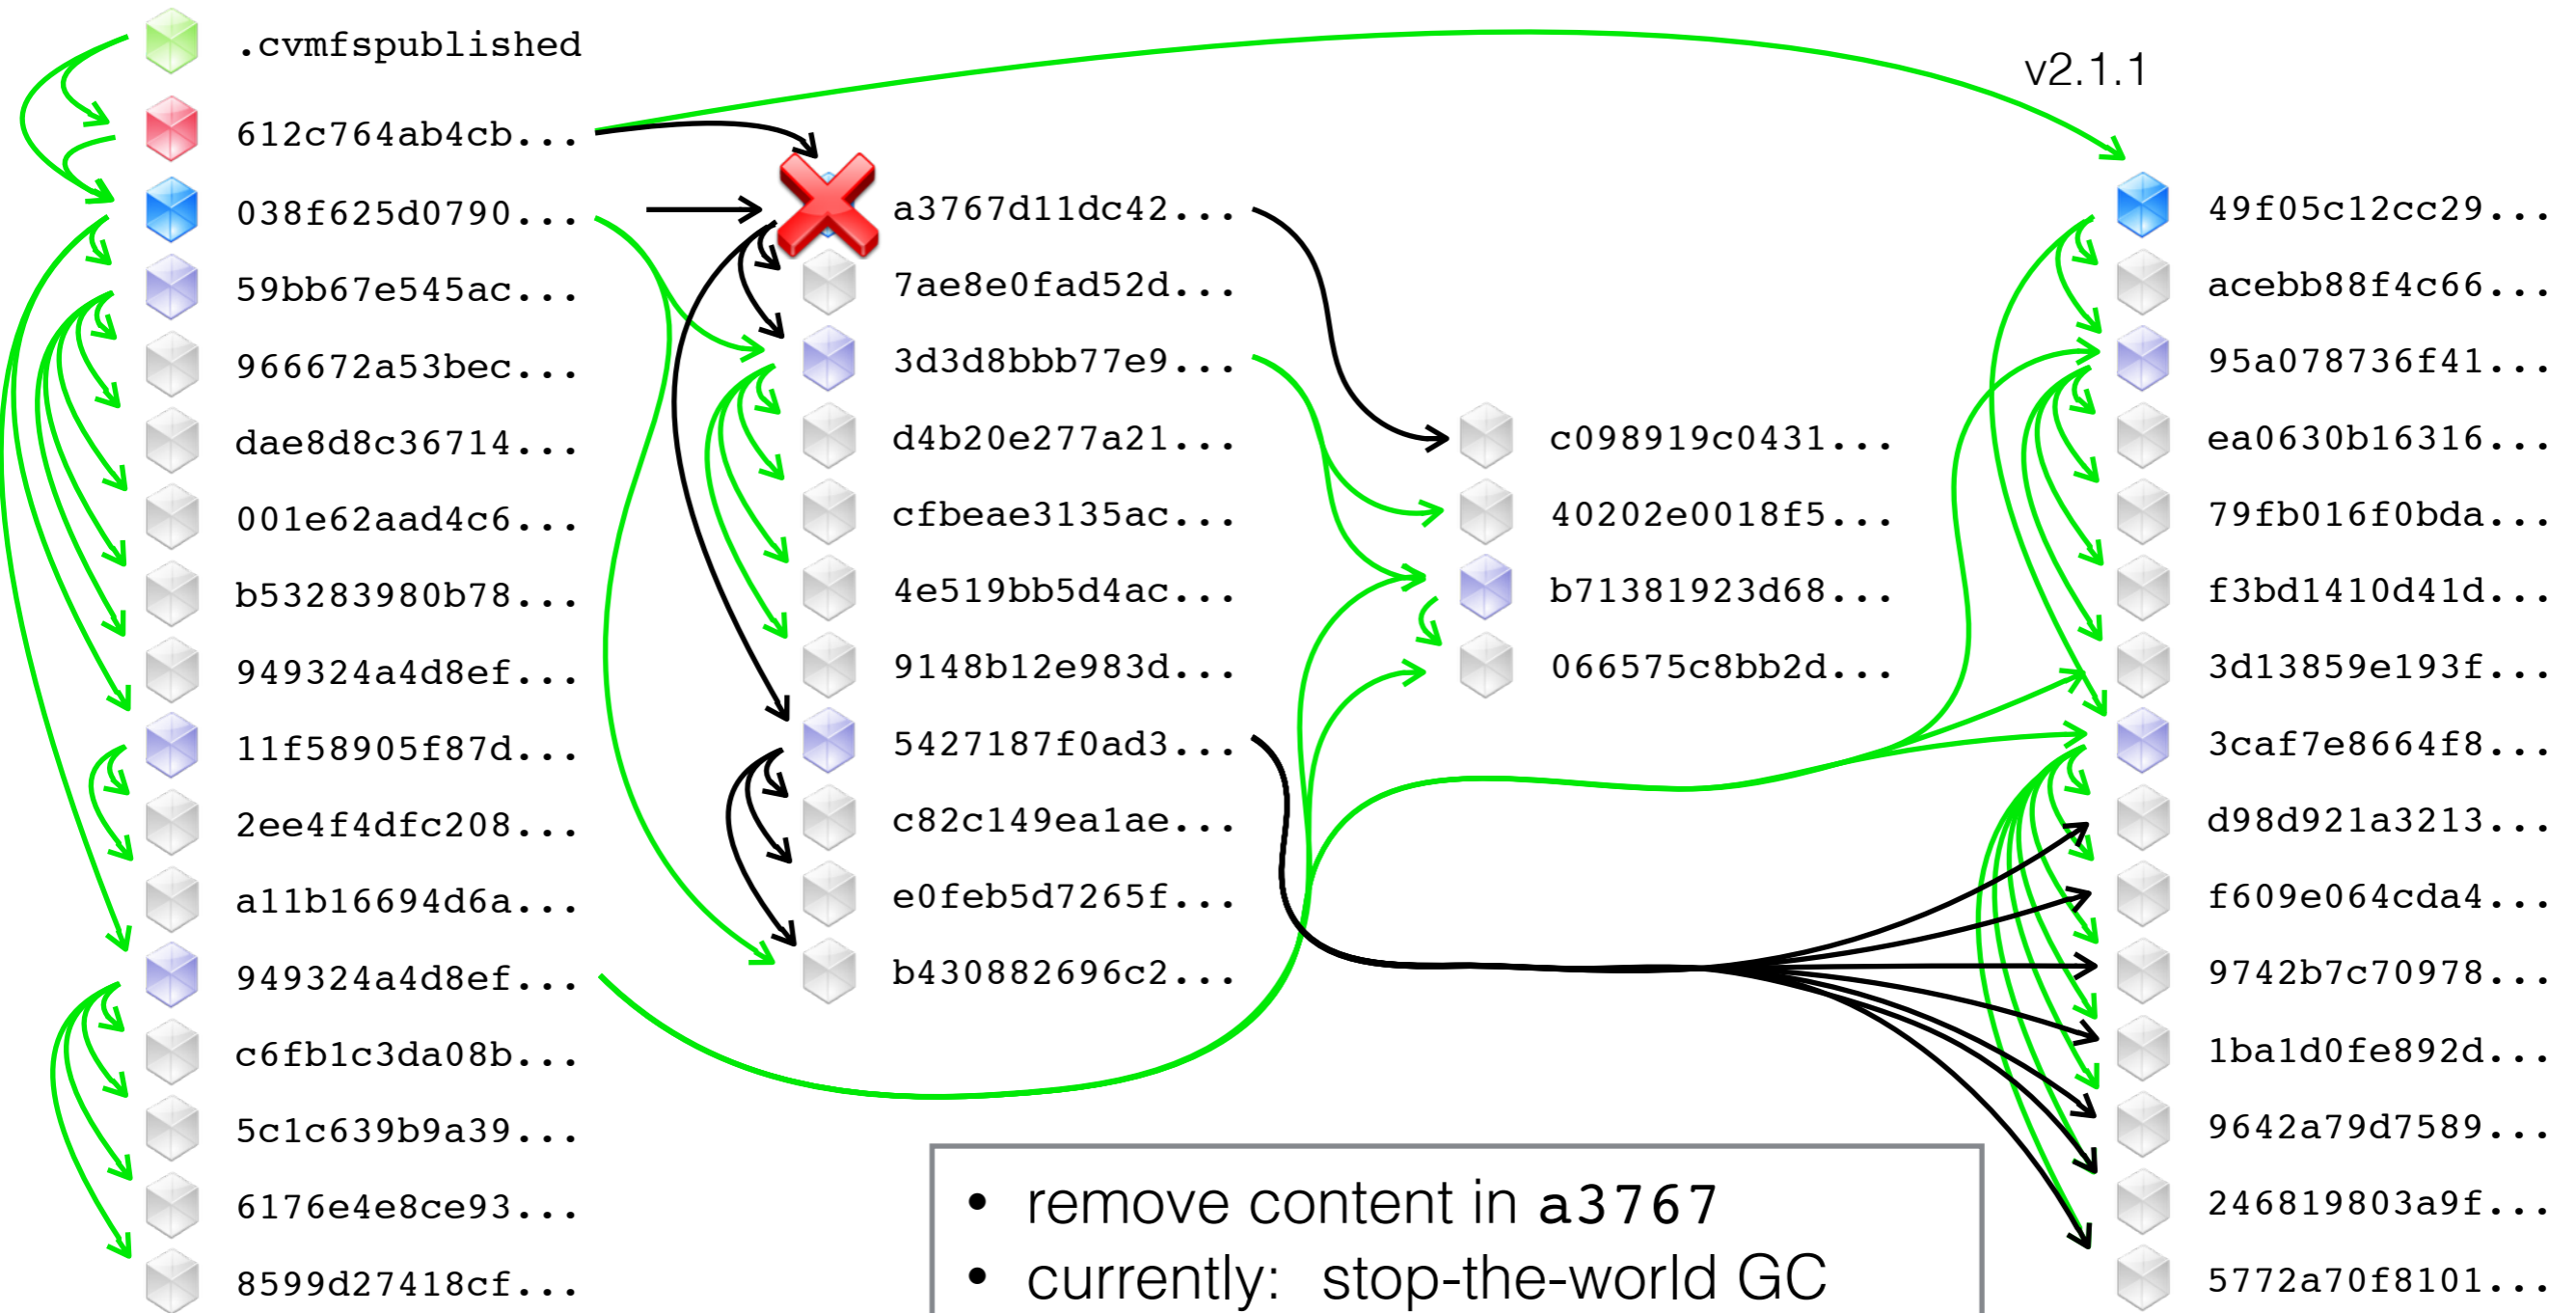 .cvmfspublished
612c764ab4cb...
038f625d0790...
59bb67e545ac...
966672a53bec...
dae8d8c36714...
001e62aad4c6...
b53283980b78...
949324a4d8ef...
11f58905f87d...
2ee4f4dfc208...
a11b16694d6a...
949324a4d8ef...
c6fb1c3da08b...
5c1c639b9a39...
6176e4e8ce93...
8599d27418cf...
a3767d11dc42...
7ae8e0fad52d...
3d3d8bbb77e9...
d4b20e277a21...
cfbeae3135ac...
4e519bb5d4ac...
9148b12e983d...
5427187f0ad3...
c82c149ea1ae...
e0feb5d7265f...
b430882696c2...
c098919c0431...
40202e0018f5...
b71381923d68...
066575c8bb2d...
v2.1.1
49f05c12cc29...
acebb88f4c66...
95a078736f41...
ea0630b16316...
79fb016f0bda...
f3bd1410d41d...
3d13859e193f...
3caf7e8664f8...
d98d921a3213...
f609e064cda4...
9742b7c70978...
1ba1d0fe892d...
9642a79d7589...
246819803a9f...
5772a70f8101...
• remove content in a3767
• currently: stop-the-world GC